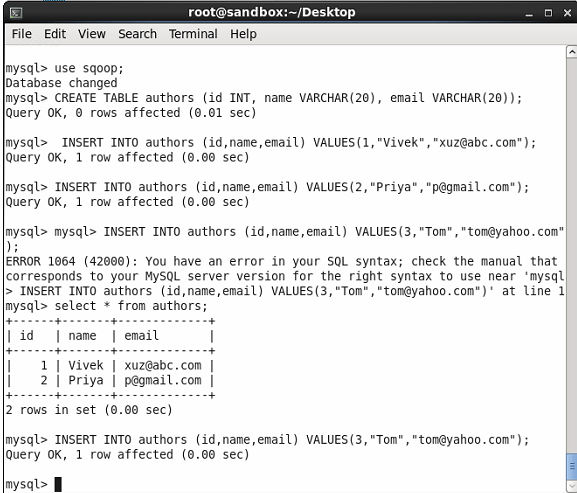 root@sandbox:~/Desktop
File Edit View Search Terminal Help
mysql> use sqoop;
Database changed
mysql> CREATE TABLE authors (id INT, name VARCHAR(20), email VARCHAR(20));
Query OK, 0 rows affected (0.01 sec)
mysql>  INSERT INTO authors (id,name,email) VALUES(1,"Vivek","xuz@abc.com");
Query OK, 1 row affected (0.00 sec)
mysql> INSERT INTO authors (id,name,email) VALUES(2,"Priya","p@gmail.com");
Query OK, 1 row affected (0.00 sec)
mysql> mysql> INSERT INTO authors (id,name,email) VALUES(3,"Tom","tom@yahoo.com"
);
ERROR 1064 (42000): You have an error in your SQL syntax; check the manual that
corresponds to your MySQL server version for the right syntax to use near 'mysql
> INSERT INTO authors (id,name,email) VALUES(3,"Tom","tom@yahoo.com")' at line 1
mysql> select * from authors;
+------+-------+-------------+
| id   | name  | email       |
+------+-------+-------------+
|    1 | Vivek | xuz@abc.com |
|    2 | Priya | p@gmail.com |
+------+-------+-------------+
2 rows in set (0.00 sec)
mysql> INSERT INTO authors (id,name,email) VALUES(3,"Tom","tom@yahoo.com");
Query OK, 1 row affected (0.00 sec)
mysql>